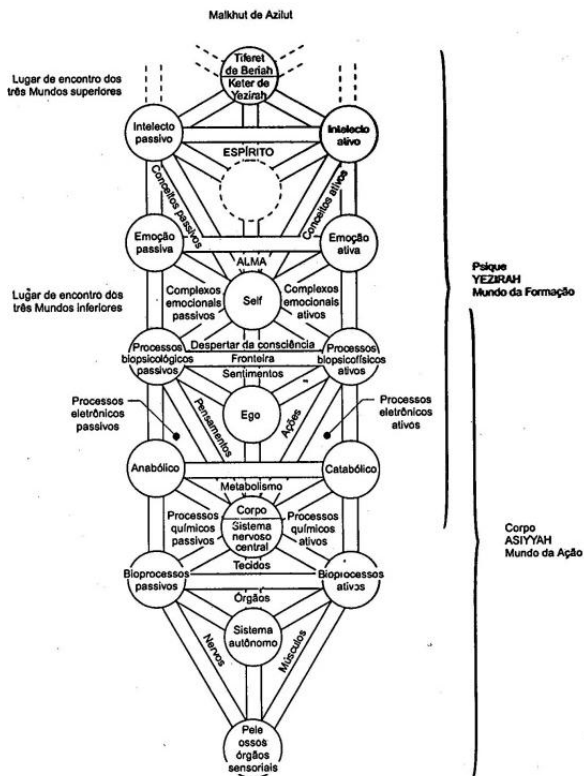 Malkhut de Azilut
Tiferet
de Beriah
Keter de
Yezirah
Lugar de encontro dos
três Mundos superiores
Intelecto
passivo
Intelecto
ativo
ESPÍRITO
Conceitos passivos
Conceitos ativos
Emoção
passiva
Emoção
ativa
ALMA
Complexos
emocionais
passivos
Self
Complexos
emocionais
ativos
Lugar de encontro dos
três Mundos inferiores
Psique
YEZIRAH
Mundo da Formação
Processos
biopsicológicos
passivos
Despertar da consciência
Fronteira
Sentimentos
Processos
biopsicofísicos
ativos
Processos
eletrônicos
passivos
Pensamentos
Ego
Ações
Processos
eletrônicos
ativos
Anabólico
Catabólico
Metabolismo
Processos
químicos
passivos
Corpo
Sistema
nervoso
central
Processos
químicos
ativos
Corpo
ASIYYAH
Mundo da Ação
Tecidos
Bioprocessos
passivos
Bioprocessos
ativos
Órgãos
Nervos
Sistema
autônomo
Músculos
Pele
ossos
órgãos
sensoriais